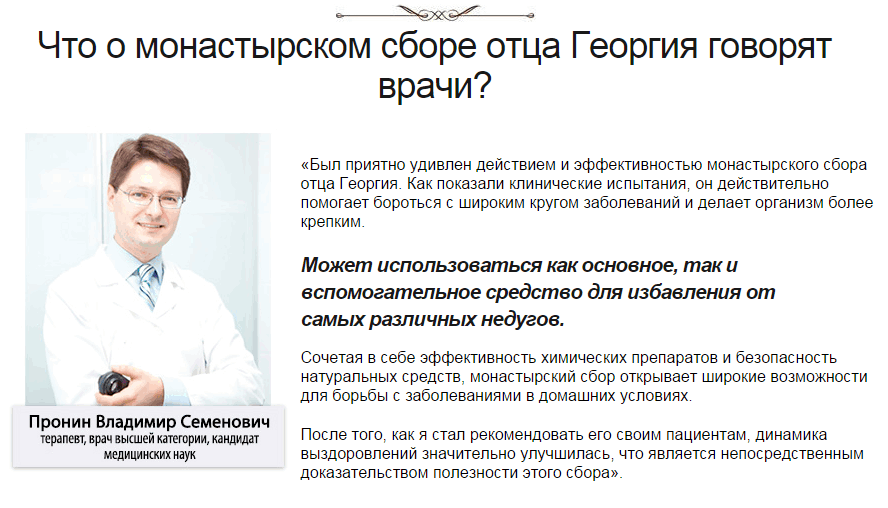 Что о монастырском сборе отца Георгия говорят
врачи?
«Был приятно удивлен действием и эффективностью монастырского сбора
отца Георгия. Как показали клинические испытания, он действительно
помогает бороться с широким кругом заболеваний и делает организм более
крепким.
Может использоваться как основное, так и
вспомогательное средство для избавления от
самых различных недугов.
Сочетая в себе эффективность химических препаратов и безопасность
натуральных средств, монастырский сбор открывает широкие возможности
для борьбы с заболеваниями в домашних условиях.
После того, как я стал рекомендовать его своим пациентам, динамика
выздоровлений значительно улучшилась, что является непосредственным
доказательством полезности этого сбора».
Пронин Владимир Семенович
терапевт, врач высшей категории, кандидат
медицинских наук